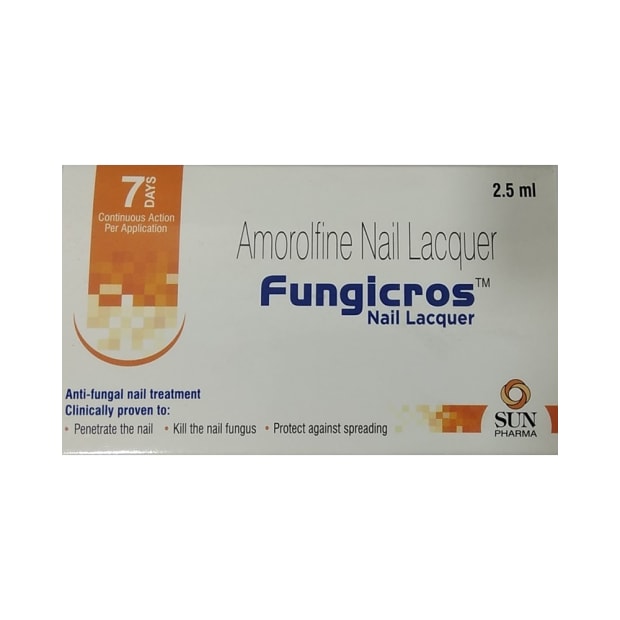 7 DAYS
Continuous Action
Per Application
2.5 ml
Amorolfine Nail Lacquer
Fungicros™
Nail Lacquer
Anti-fungal nail treatment
Clinically proven to:
• Penetrate the nail • Kill the nail fungus • Protect against spreading
SUN
PHARMA